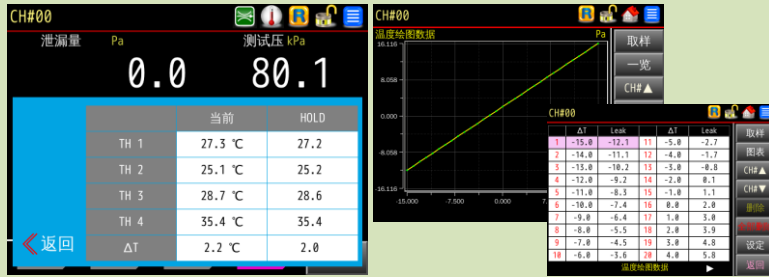 CH#00
R
泄漏量 Pa 测试压 kPa
0.0 80.1
当前 HOLD
TH 1 27.3 ℃ 27.2
TH 2 25.1 ℃ 25.2
TH 3 28.7 ℃ 28.6
TH 4 35.4 ℃ 35.4
ΔT 2.2 ℃ 2.0
返回
CH#00
R
温度绘图数据 Pa
16.116
8.058
0.000
-8.058
-16.116
-15.000 -7.500 0.000 7
取样
一览
CH#▲
CH#00
R
ΔT Leak ΔT Leak
1 -15.0 -12.1 11 -5.0 -2.7
2 -14.0 -11.1 12 -4.0 -1.7
3 -13.0 -10.2 13 -3.0 -0.8
4 -12.0 -9.2 14 -2.0 0.1
5 -11.0 -8.3 15 -1.0 1.1
6 -10.0 -7.4 16 0.0 2.0
7 -9.0 -6.4 17 1.0 3.0
8 -8.0 -5.5 18 2.0 3.9
9 -7.0 -4.5 19 3.0 4.8
10 -6.0 -3.6 20 4.0 5.8
温度绘图数据
取样
图表
CH#▲
CH#▼
删除
设定
返回